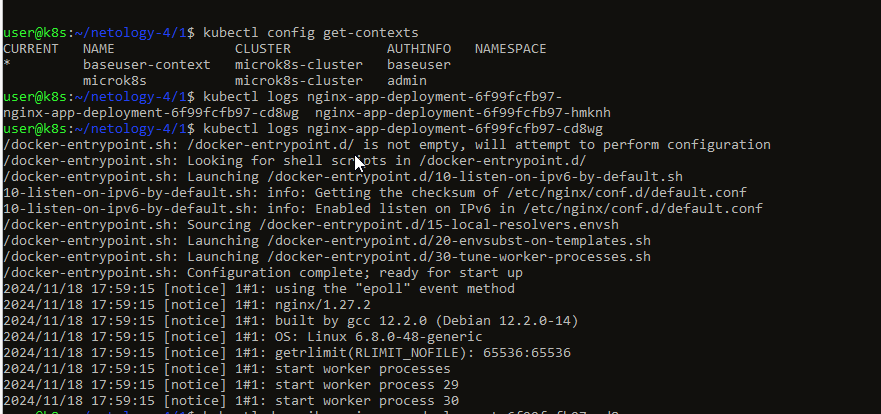 user@k8s:~/netology-4/1$ kubectl config get-contexts
CURRENT   NAME               CLUSTER            AUTHINFO   NAMESPACE
*         baseuser-context   microk8s-cluster   baseuser
          microk8s           microk8s-cluster   admin
user@k8s:~/netology-4/1$ kubectl logs nginx-app-deployment-6f99fcfb97-
nginx-app-deployment-6f99fcfb97-cd8wg  nginx-app-deployment-6f99fcfb97-hmknh
user@k8s:~/netology-4/1$ kubectl logs nginx-app-deployment-6f99fcfb97-cd8wg
/docker-entrypoint.sh: /docker-entrypoint.d/ is not empty, will attempt to perform configuration
/docker-entrypoint.sh: Looking for shell scripts in /docker-entrypoint.d/
/docker-entrypoint.sh: Launching /docker-entrypoint.d/10-listen-on-ipv6-by-default.sh
10-listen-on-ipv6-by-default.sh: info: Getting the checksum of /etc/nginx/conf.d/default.conf
10-listen-on-ipv6-by-default.sh: info: Enabled listen on IPv6 in /etc/nginx/conf.d/default.conf
/docker-entrypoint.sh: Sourcing /docker-entrypoint.d/15-local-resolvers.envsh
/docker-entrypoint.sh: Launching /docker-entrypoint.d/20-envsubst-on-templates.sh
/docker-entrypoint.sh: Launching /docker-entrypoint.d/30-tune-worker-processes.sh
/docker-entrypoint.sh: Configuration complete; ready for start up
2024/11/18 17:59:15 [notice] 1#1: using the "epoll" event method
2024/11/18 17:59:15 [notice] 1#1: nginx/1.27.2
2024/11/18 17:59:15 [notice] 1#1: built by gcc 12.2.0 (Debian 12.2.0-14)
2024/11/18 17:59:15 [notice] 1#1: OS: Linux 6.8.0-48-generic
2024/11/18 17:59:15 [notice] 1#1: getrlimit(RLIMIT_NOFILE): 65536:65536
2024/11/18 17:59:15 [notice] 1#1: start worker processes
2024/11/18 17:59:15 [notice] 1#1: start worker process 29
2024/11/18 17:59:15 [notice] 1#1: start worker process 30